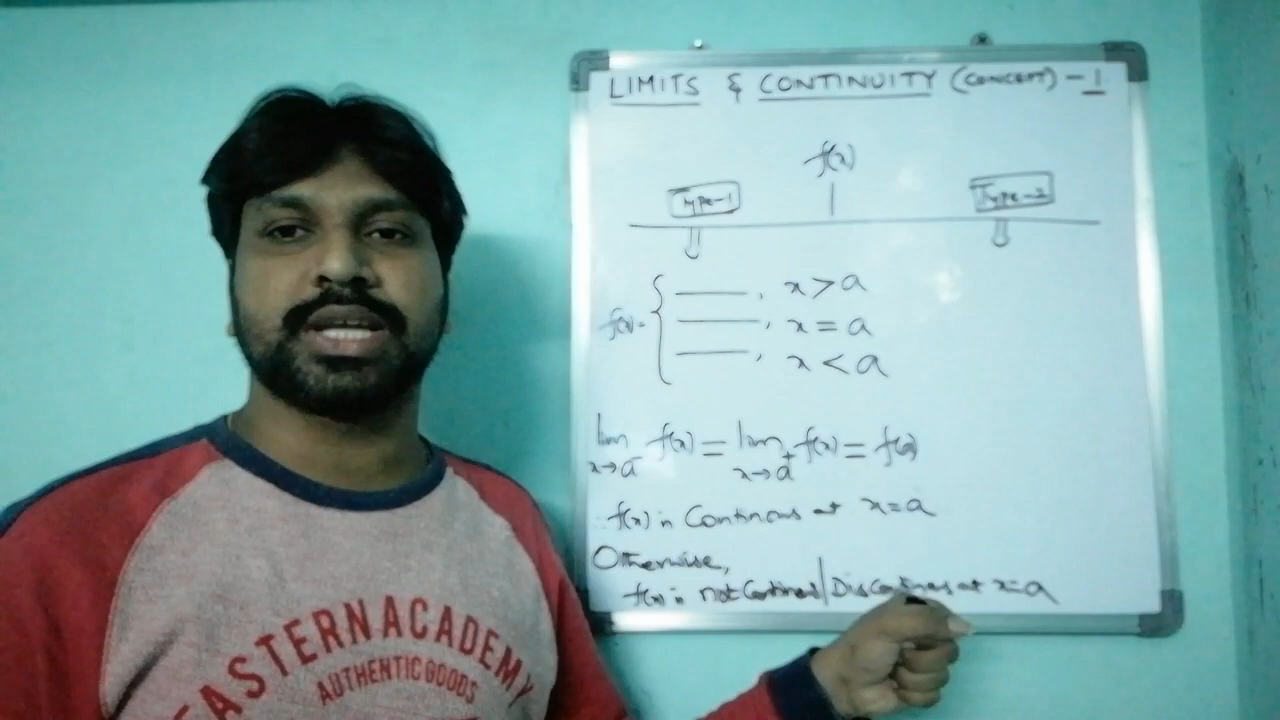 LIMITS & CONTINUITY (CONCEPT) - 1
f(x)
Type-1
Type-2
f(x) = { ____, x > a
____, x = a
____, x < a
lim x→a⁻ f(x) = lim x→a⁺ f(x) = f(a)
∴ f(x) is Continous at x = a
Otherwise,
f(x) is not Continous / Discontinous at x = a
EASTERN ACADEMY
AUTHENTIC GOODS